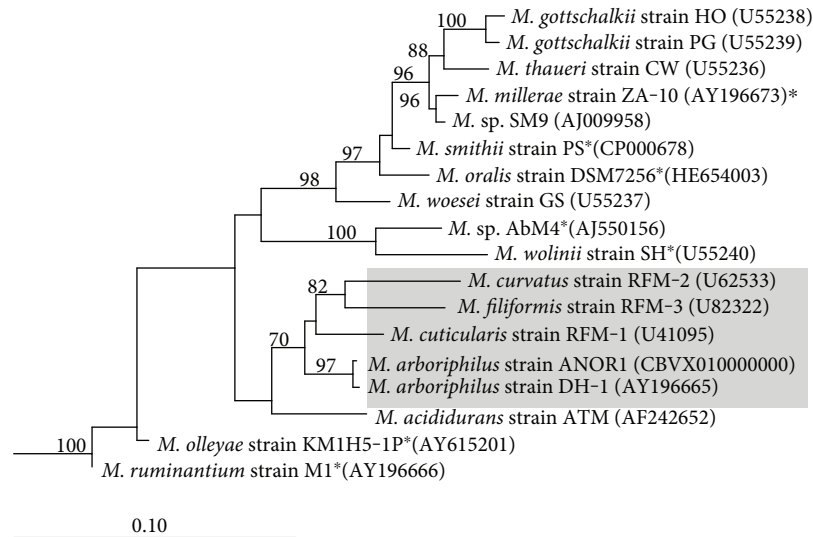 100
M. gottschalkii strain HO (U55238)
M. gottschalkii strain PG (U55239)
88
M. thaueri strain CW (U55236)
96
M. millerae strain ZA-10 (AY196673)*
96
M. sp. SM9 (AJ009958)
M. smithii strain PS*(CP000678)
97
M. oralis strain DSM7256*(HE654003)
98
M. woesei strain GS (U55237)
M. sp. AbM4*(AJ550156)
100
M. wolinii strain SH*(U55240)
M. curvatus strain RFM-2 (U62533)
82
M. filiformis strain RFM-3 (U82322)
M. cuticularis strain RFM-1 (U41095)
70
M. arboriphilus strain ANOR1 (CBVX010000000)
97
M. arboriphilus strain DH-1 (AY196665)
M. acididurans strain ATM (AF242652)
M. olleyae strain KM1H5-1P*(AY615201)
100
M. ruminantium strain M1*(AY196666)
0.10